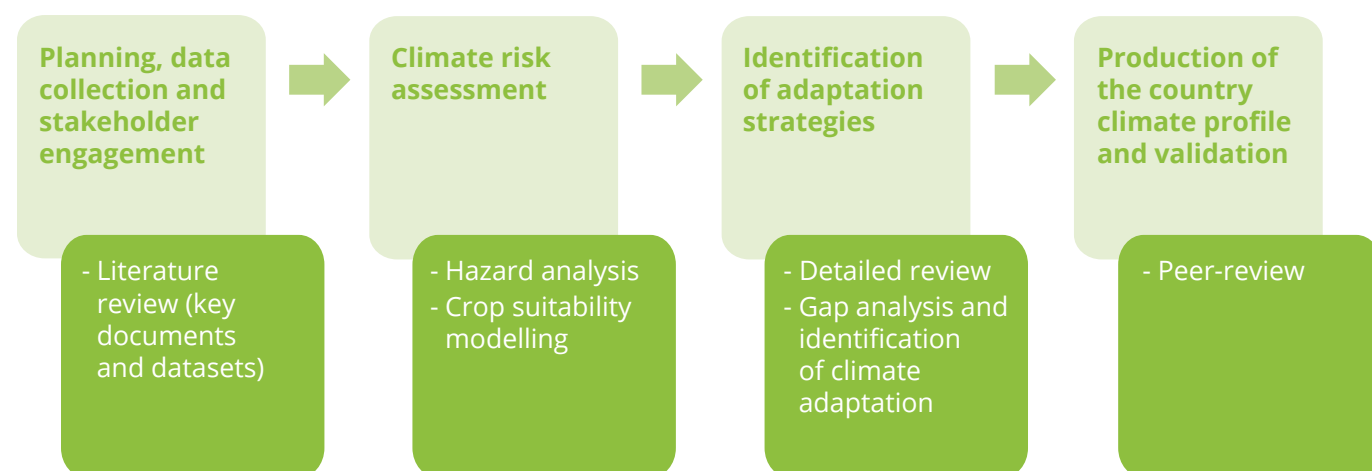 Planning, data
collection and
stakeholder
engagement
- Literature
review (key
documents
and datasets)
Climate risk
assessment
- Hazard analysis
- Crop suitability
modelling
Identification
of adaptation
strategies
- Detailed review
- Gap analysis and
identification
of climate
adaptation
Production of
the country
climate profile
and validation
- Peer-review